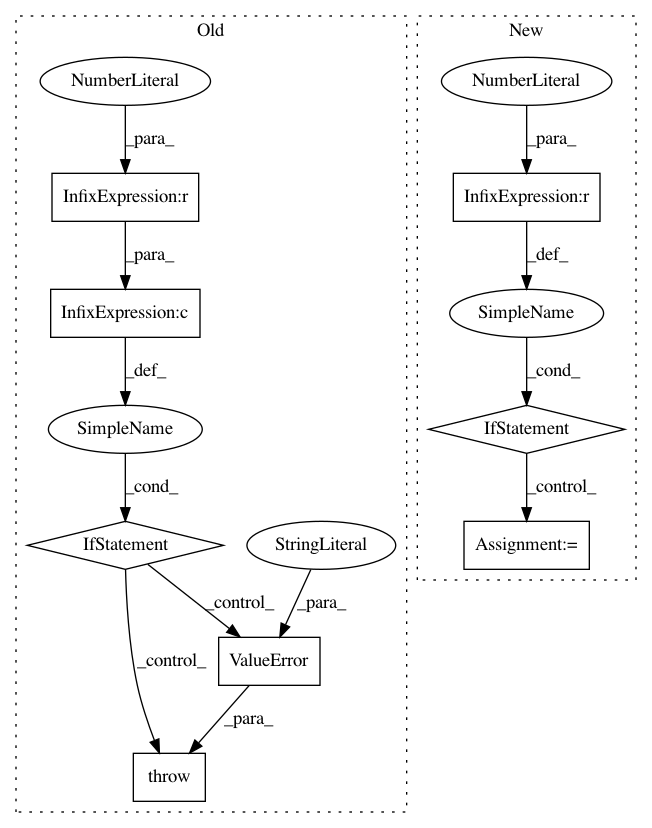 Old
NumberLiteral
_para_
InfixExpression:r
_para_
InfixExpression:c
_def_
SimpleName
_cond_
IfStatement
StringLiteral
_control_
_para_
_control_
ValueError
_para_
throw
New
NumberLiteral
_para_
InfixExpression:r
_def_
SimpleName
_cond_
IfStatement
_control_
Assignment:=